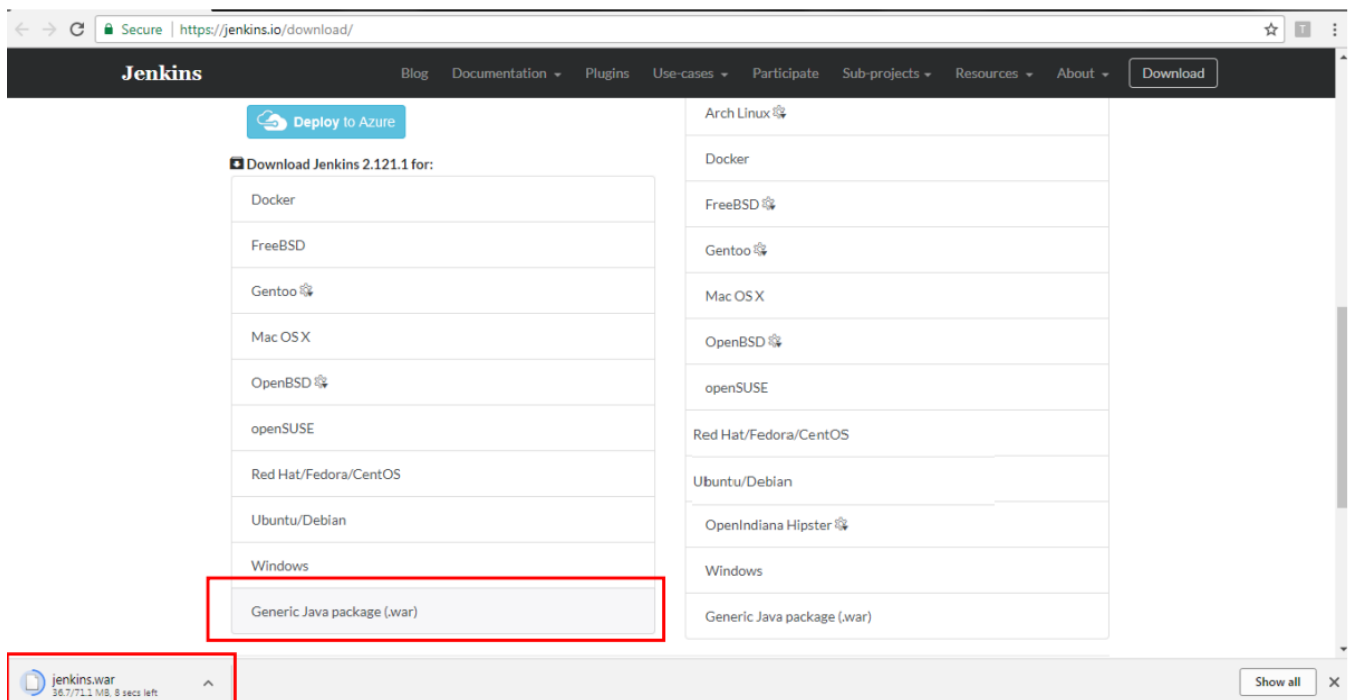 Secure | https://jenkins.io/download/
T
Jenkins
Blog Documentation Plugins Use-cases Participate Sub-projects Resources About Download
Deploy to Azure
Download Jenkins 2.121.1 for:
Docker
FreeBSD
Gentoo
Mac OS X
OpenBSD
openSUSE
Red Hat/Fedora/CentOS
Ubuntu/Debian
Windows
Generic Java package (.war)
Arch Linux
Docker
FreeBSD
Gentoo
Mac OS X
OpenBSD
openSUSE
Red Hat/Fedora/CentOS
Ubuntu/Debian
OpenIndiana Hipster
Windows
Generic Java package (.war)
jenkins.war
36.7/71.1 MB, 8 secs left
Show all